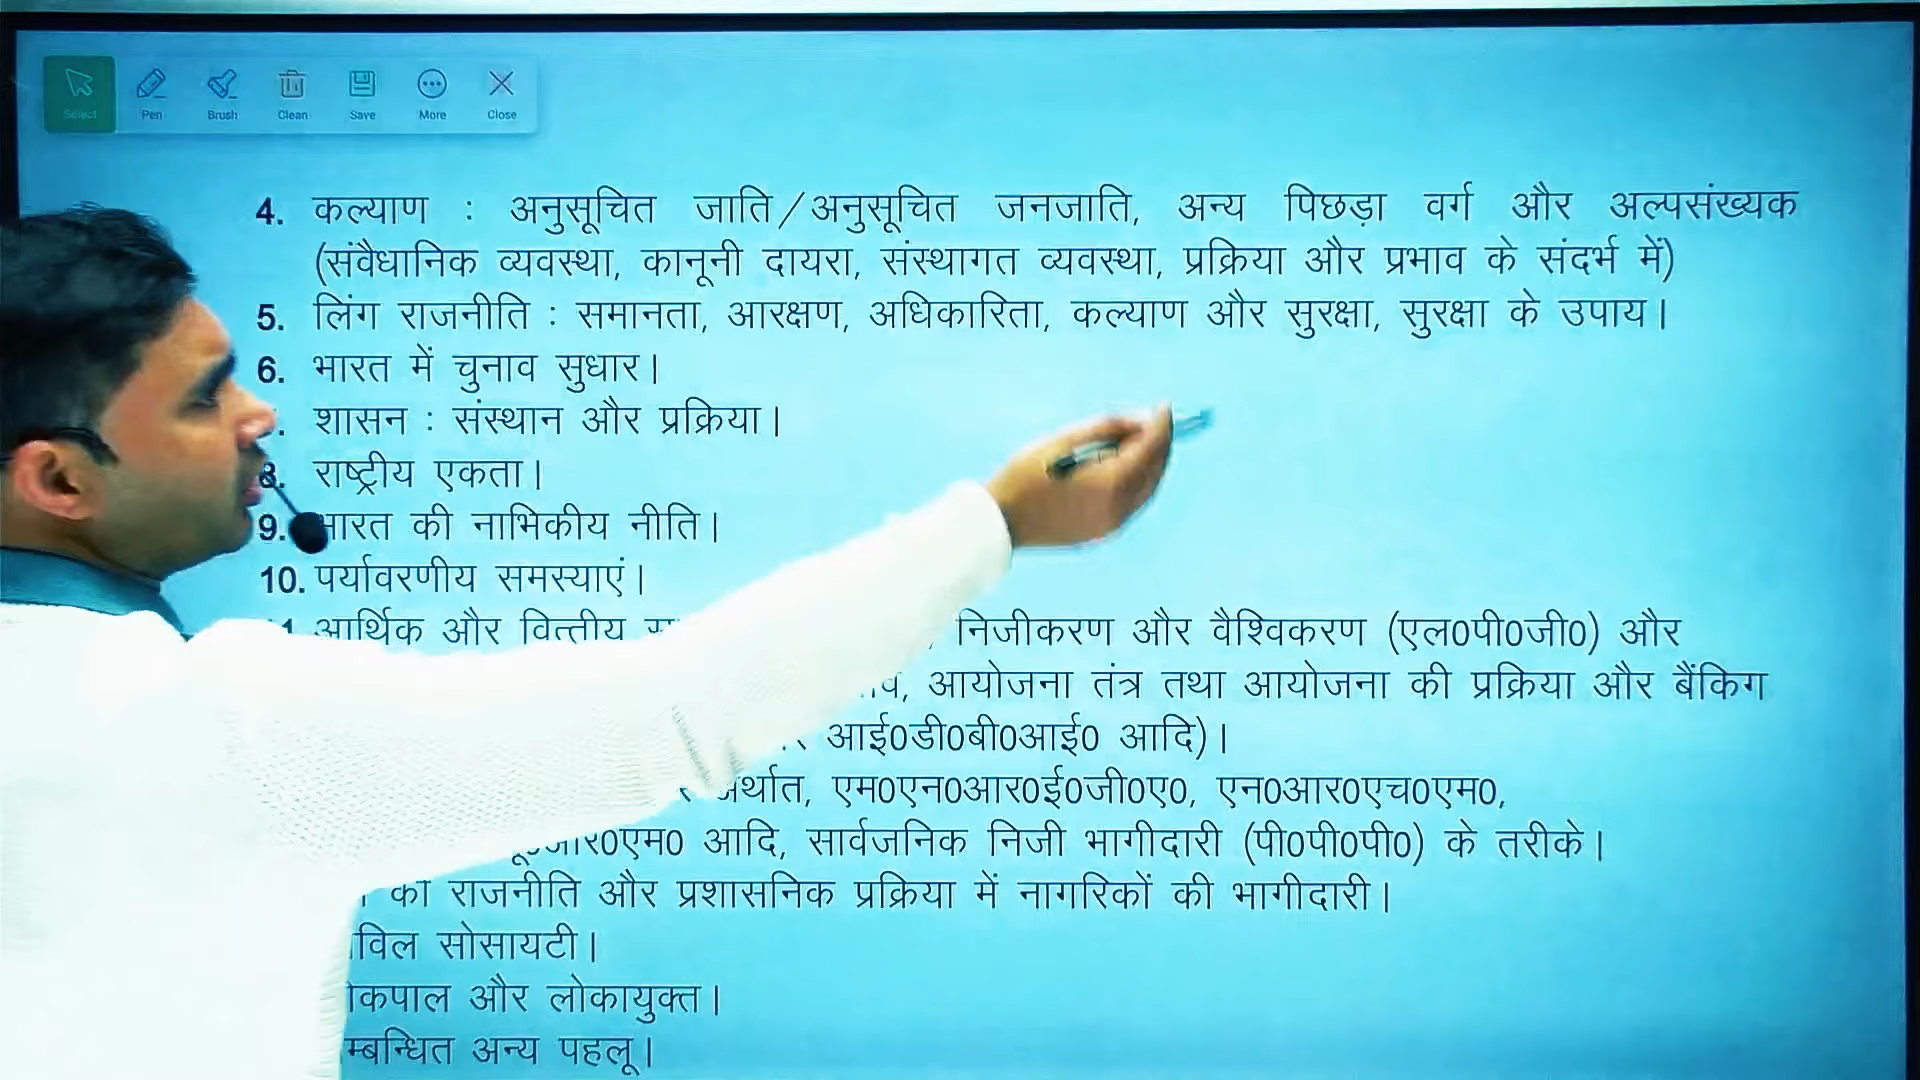 Select Pen Brush Clean Save More Close
4. कल्याण : अनुसूचित जाति/अनुसूचित जनजाति, अन्य पिछड़ा वर्ग और अल्पसंख्यक
(संवैधानिक व्यवस्था, कानूनी दायरा, संस्थागत व्यवस्था, प्रक्रिया और प्रभाव के संदर्भ में)
5. लिंग राजनीति : समानता, आरक्षण, अधिकारिता, कल्याण और सुरक्षा, सुरक्षा के उपाय।
6. भारत में चुनाव सुधार।
शासन : संस्थान और प्रक्रिया।
8. राष्ट्रीय एकता।
9. भारत की नाभिकीय नीति।
10. पर्यावरणीय समस्याएं।
आर्थिक और वित्तीय निजीकरण और वैश्विकरण (एल0पी0जी0) और
आयोजना तंत्र तथा आयोजना की प्रक्रिया और बैंकिग
आई0डी0बी0आई0 आदि)।
अर्थात, एम0एन0आर0ई0जी0ए0, एन0आर0एच0एम0,
आदि, सार्वजनिक निजी भागीदारी (पी0पी0पी0) के तरीके।
राजनीति और प्रशासनिक प्रक्रिया में नागरिकों की भागीदारी।
सोसायटी।
और लोकायुक्त।
अन्य पहलू।